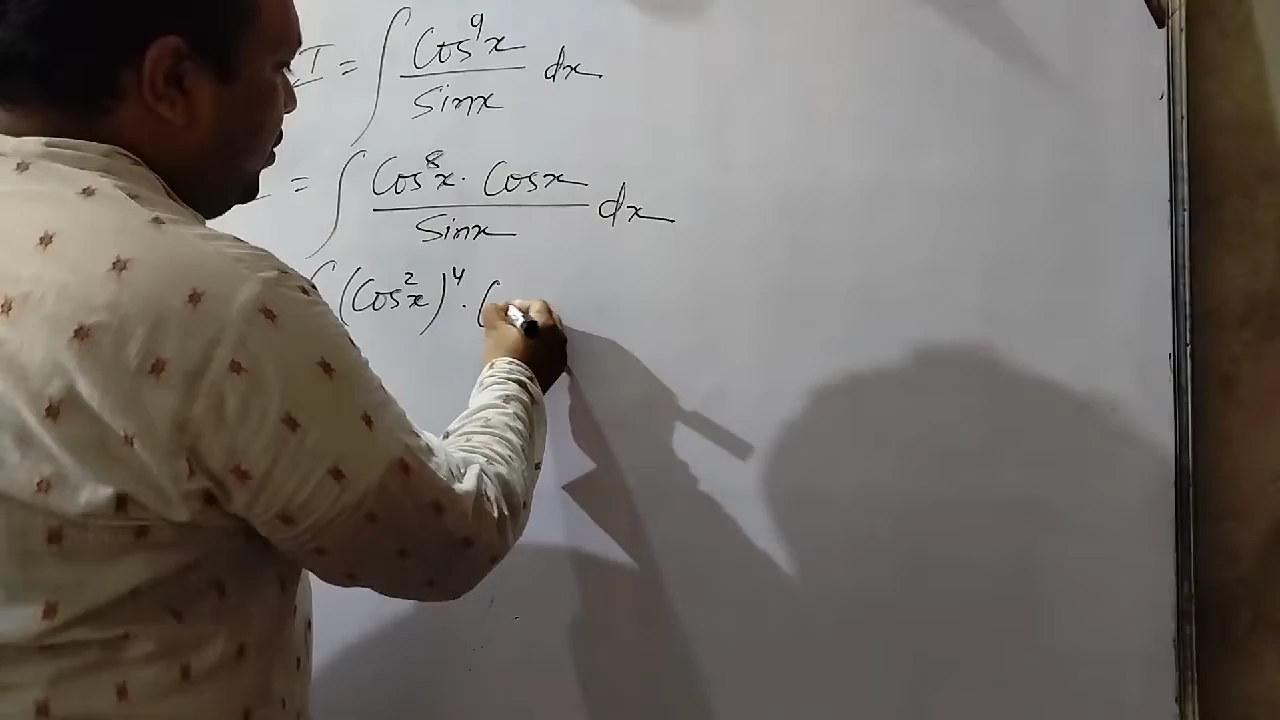 I = ∫ Cos⁹x / Sinx dx
= ∫ Cos⁸x · Cosx / Sinx dx
∫ (Cos²x)⁴ · C